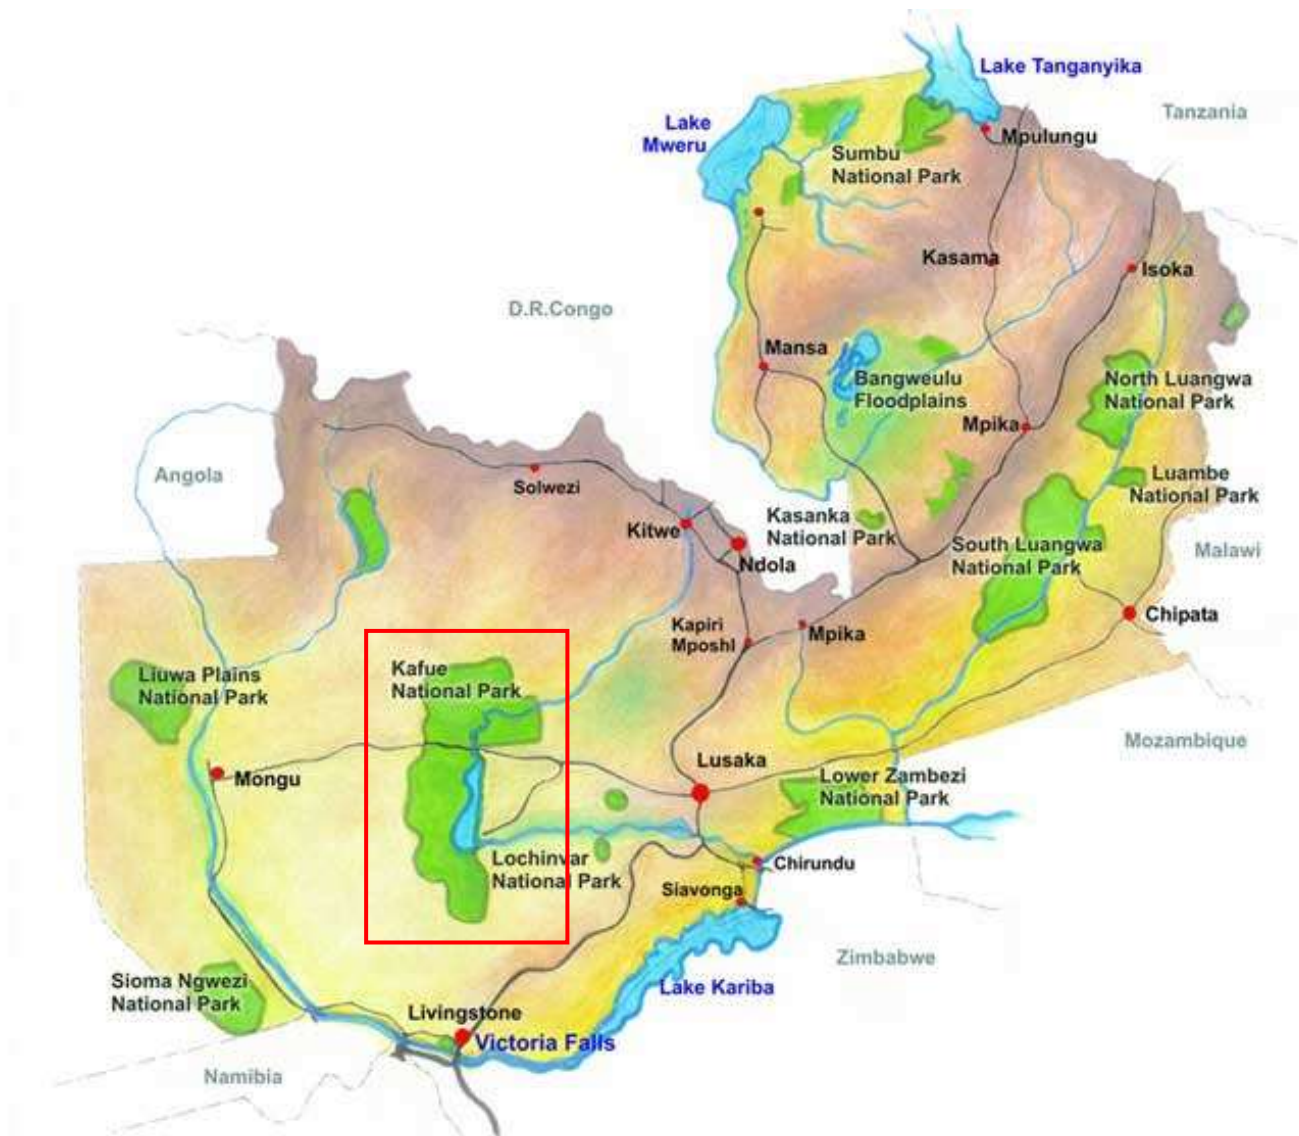 Lake Tanganyika
Tanzania
Lake
Mweru
Mpulungu
Sumbu
National Park
Kasama
Isoka
D.R.Congo
Mansa
Bangweulu
Floodplains
North Luangwa
National Park
Mpika
Angola
Solwezi
Luambe
National Park
Kitwe
Kasanka
National Park
Ndola
South Luangwa
National Park
Malawi
Chipata
Kapiri
Mposhl
Mpika
Liuwa Plains
National Park
Kafue
National Park
Mozambique
Mongu
Lusaka
Lower Zambezi
National Park
Lochinvar
National Park
Chirundu
Siavonga
Zimbabwe
Sioma Ngwezi
National Park
Lake Kariba
Livingstone
Victoria Falls
Namibia